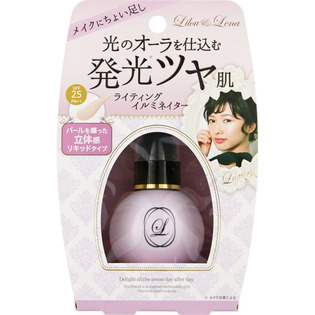 Lilou & Lena
メイクにちょい足し
光のオーラを仕込む
発光ツヤ肌
SPF
25
PA++
ライティング
イルミネイター
パールを纏った
立体感
リキッドタイプ
L
Delight all the sense day after day.